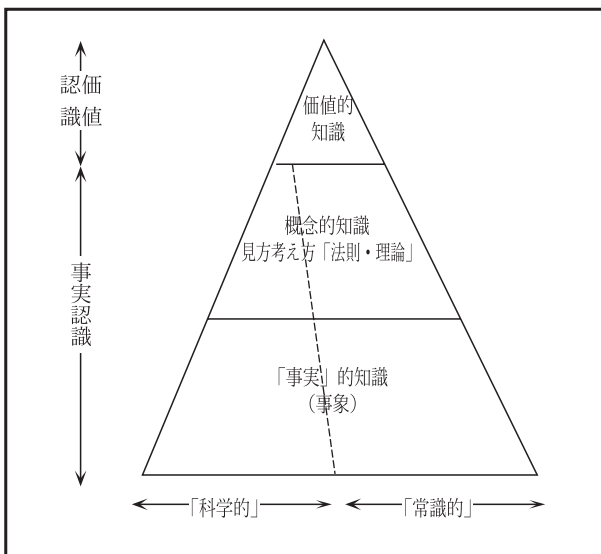 価値認識
価値的
知識
概念的知識
見方考え方「法則・理論」
事実認識
「事実」的知識
（事象）
「科学的」
「常識的」